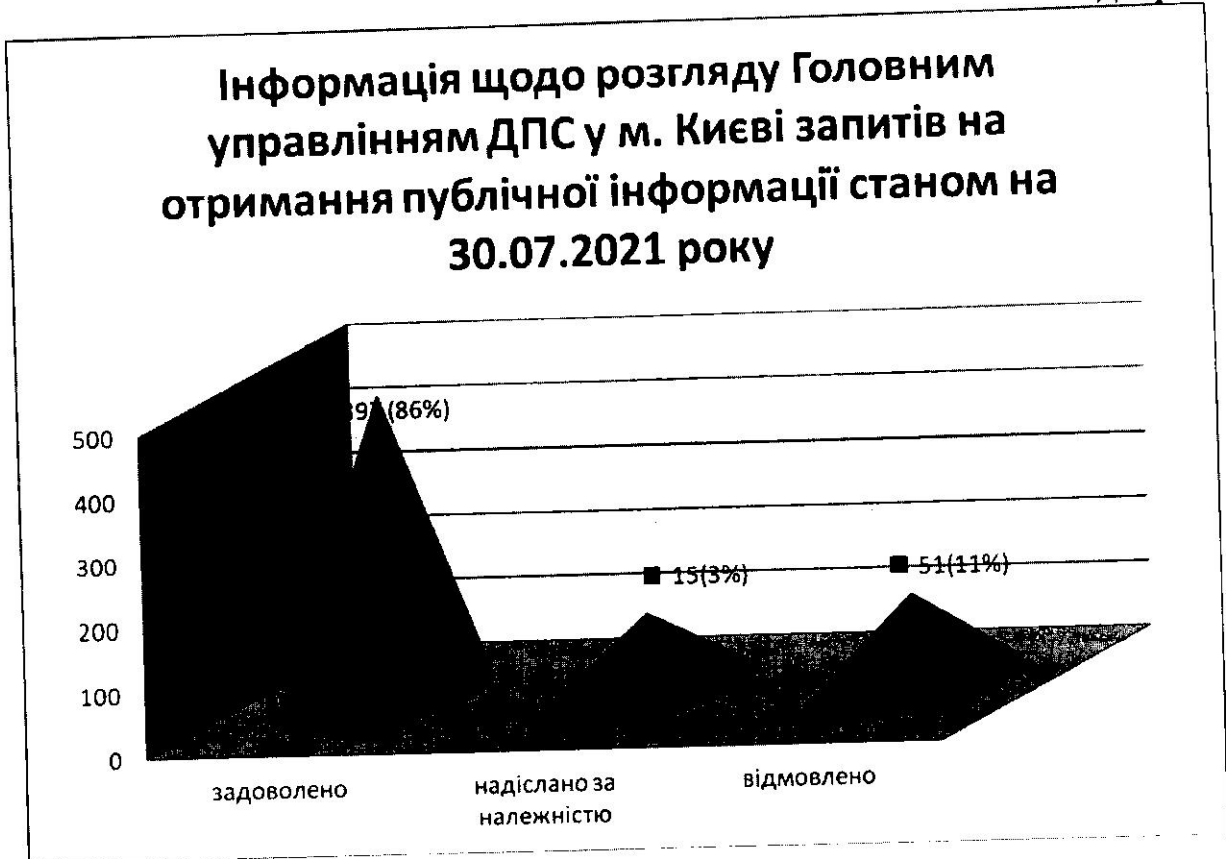 Інформація щодо розгляду Головним
управлінням ДПС у м. Києві запитів на
отримання публічної інформації станом на
30.07.2021 року
(86%)
500
400
300
15(3%)
51(11%)
200
100
0
задоволено
надіслано за
належністю
відмовлено